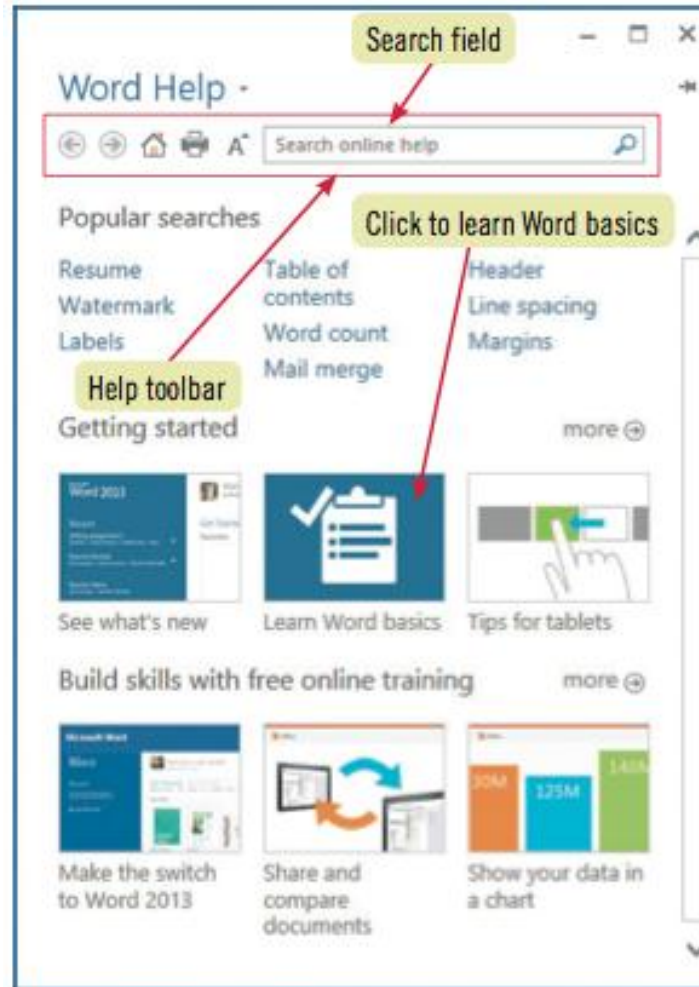 Search field
Word Help
Search online help
Popular searches
Click to learn Word basics
Resume
Table of contents
Header
Watermark
Word count
Line spacing
Labels
Mail merge
Margins
Help toolbar
Getting started
more
Word 2013
See what's new
Learn Word basics
Tips for tablets
Build skills with free online training
more
Microsoft Word
125M
Make the switch
to Word 2013
Share and
compare
documents
Show your data in
a chart